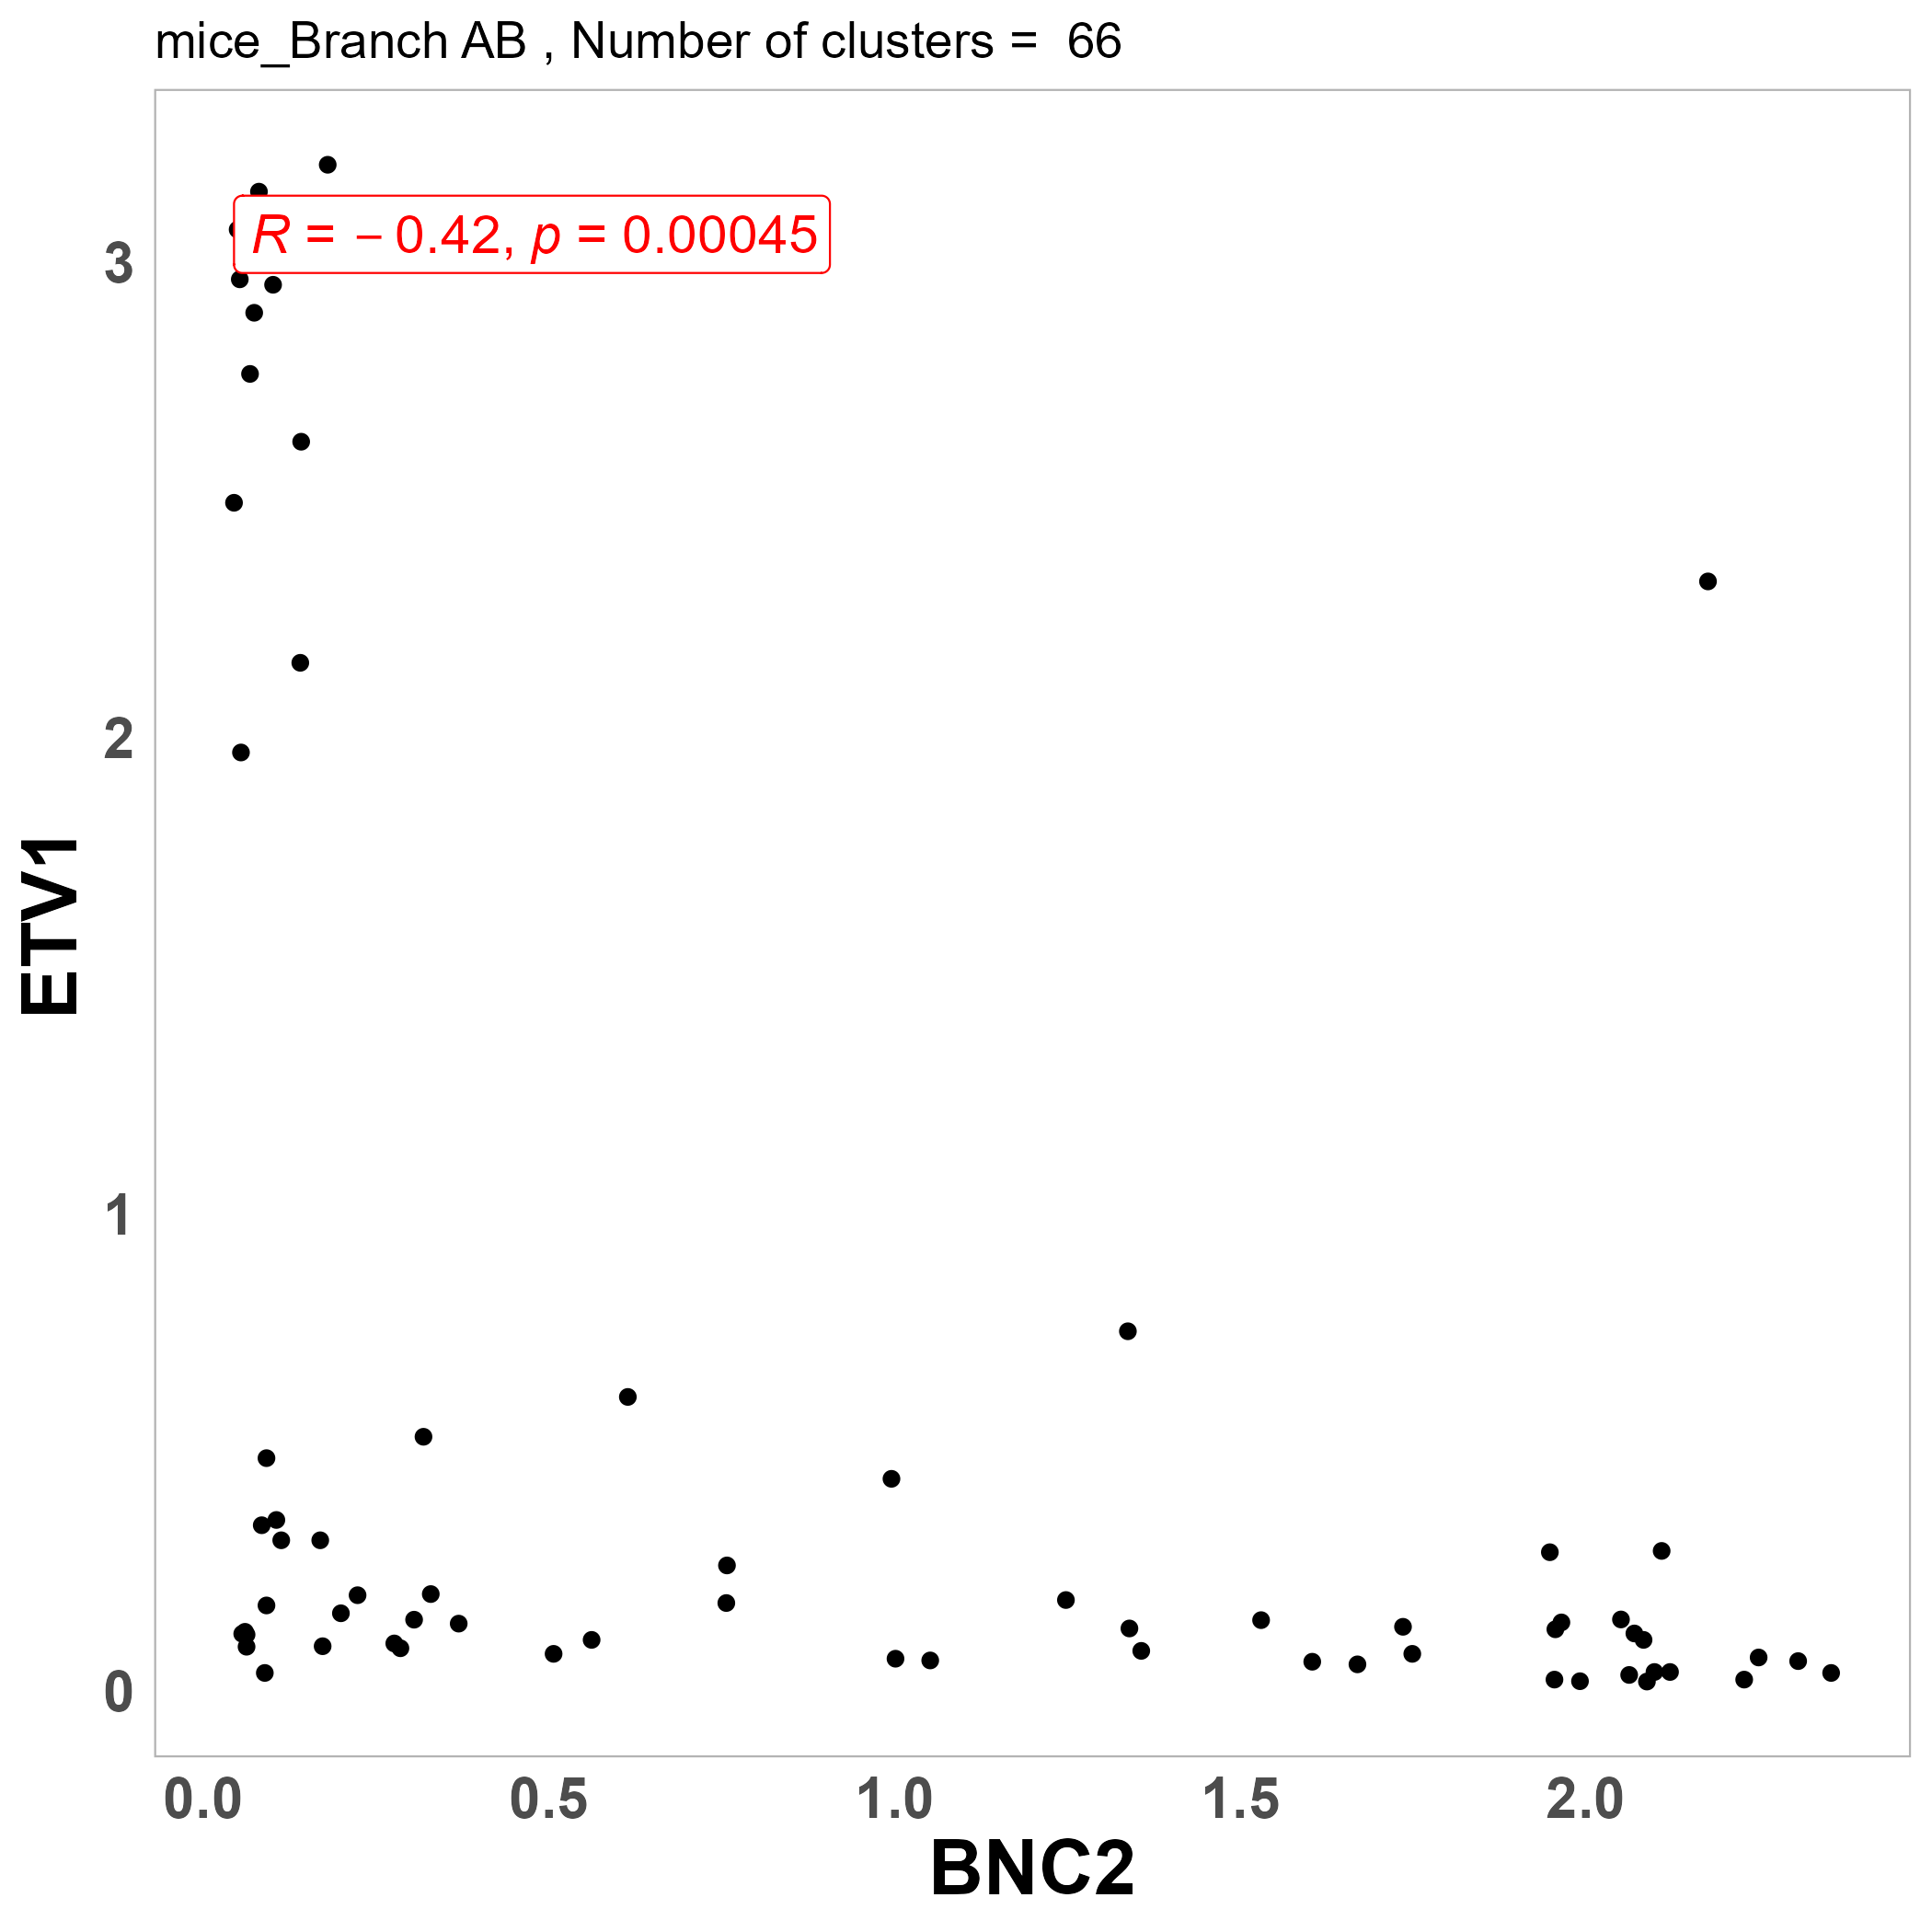 mice_Branch AB , Number of clusters =  66
R = − 0.42, p = 0.00045
3
2
1
0
ETV1
0.0 0.5 1.0 1.5 2.0
BNC2